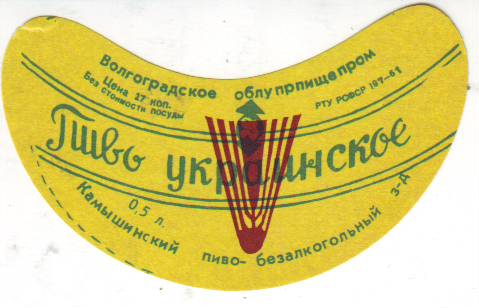 Волгоградское облупрпищепром
Цена 27 коп.
Без стоимости посуды
РТУ РСФСР 197-61
Пиво украинское
0,5 л.
Камышинский пиво-безалкогольный з-д